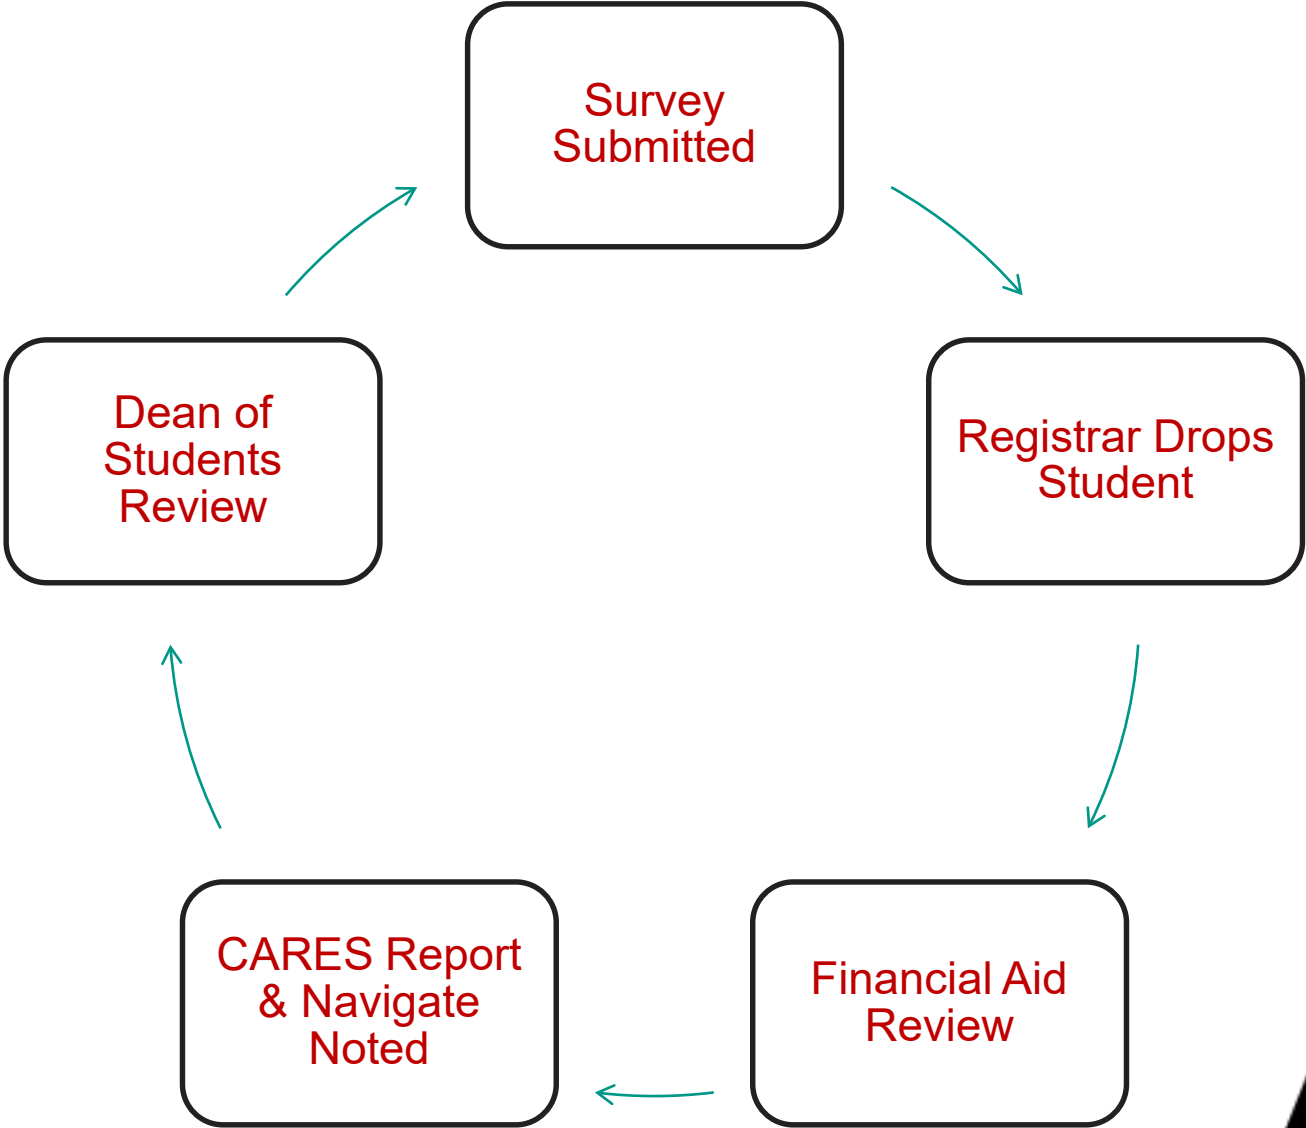 Survey
Submitted
Registrar Drops
Student
Financial Aid
Review
CARES Report
& Navigate
Noted
Dean of
Students
Review